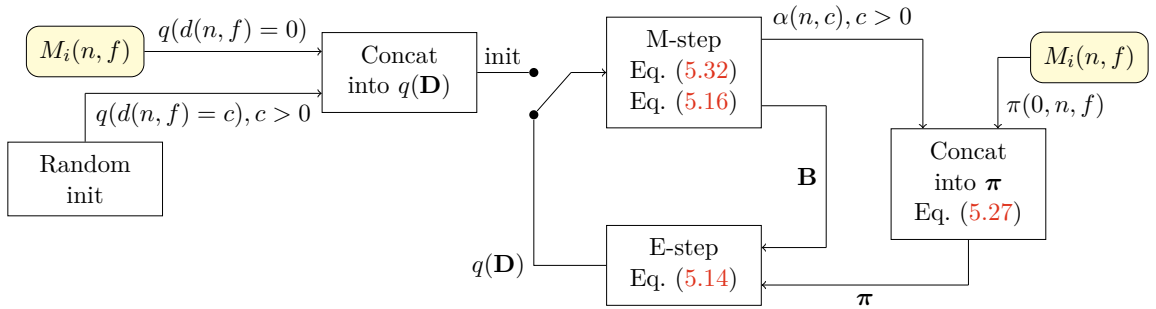 M_i(n, f)
q(d(n, f) = 0)
Concat
into q(𝐃)
q(d(n, f) = c), c > 0
Random
init
init
M-step
Eq. (5.32)
Eq. (5.16)
α(n, c), c > 0
M_i(n, f)
π(0, n, f)
Concat
into 𝝅
Eq. (5.27)
𝐁
E-step
Eq. (5.14)
q(𝐃)
𝝅